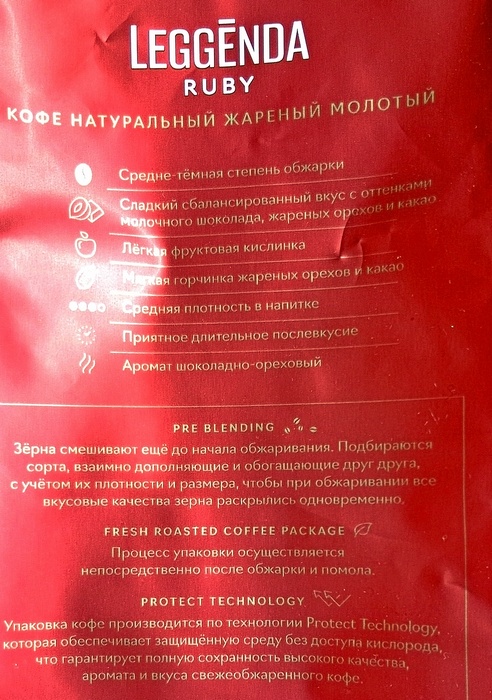 LEGGĒNDA
RUBY
КОФЕ НАТУРАЛЬНЫЙ ЖАРЕНЫЙ МОЛОТЫЙ
Средне-тёмная степень обжарки
Сладкий сбалансированный вкус с оттенками
молочного шоколада, жареных орехов и какао
Лёгкая фруктовая кислинка
Мягкая горчинка жареных орехов и какао
Средняя плотность в напитке
Приятное длительное послевкусие
Аромат шоколадно-ореховый
PRE BLENDING
Зёрна смешивают ещё до начала обжаривания. Подбираются
сорта, взаимно дополняющие и обогащающие друг друга,
с учётом их плотности и размера, чтобы при обжаривании все
вкусовые качества зерна раскрылись одновременно.
FRESH ROASTED COFFEE PACKAGE
Процесс упаковки осуществляется
непосредственно после обжарки и помола.
PROTECT TECHNOLOGY
Упаковка кофе производится по технологии Protect Technology,
которая обеспечивает защищённую среду без доступа кислорода,
что гарантирует полную сохранность высокого качества,
аромата и вкуса свежеобжаренного кофе.